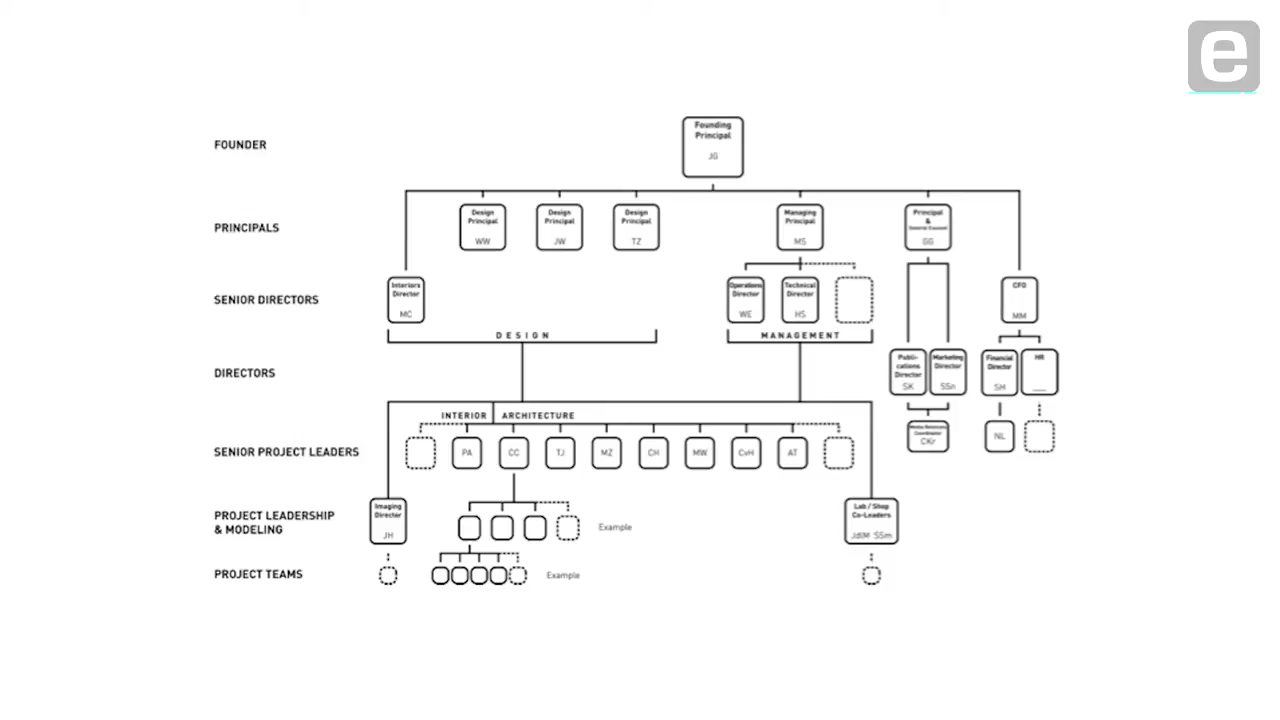 e
FOUNDER
Founding
Principal
JG
PRINCIPALS
Design
Principal
WW
Design
Principal
JW
Design
Principal
TZ
Managing
Principal
MS
Principal
&
General Counsel
GG
SENIOR DIRECTORS
Interiors
Director
MC
Operations
Director
WE
Technical
Director
HS
CFO
MM
DESIGN
MANAGEMENT
DIRECTORS
Publi-
cations
Director
SK
Marketing
Director
SSn
Financial
Director
SH
HR
INTERIOR
ARCHITECTURE
Media Relations
Coordinator
CKr
NL
SENIOR PROJECT LEADERS
PA
CC
TJ
MZ
CH
MW
CvH
AT
PROJECT LEADERSHIP
& MODELING
Imaging
Director
JH
Example
Lab / Shop
Co-Leaders
JdIM SSm
PROJECT TEAMS
Example